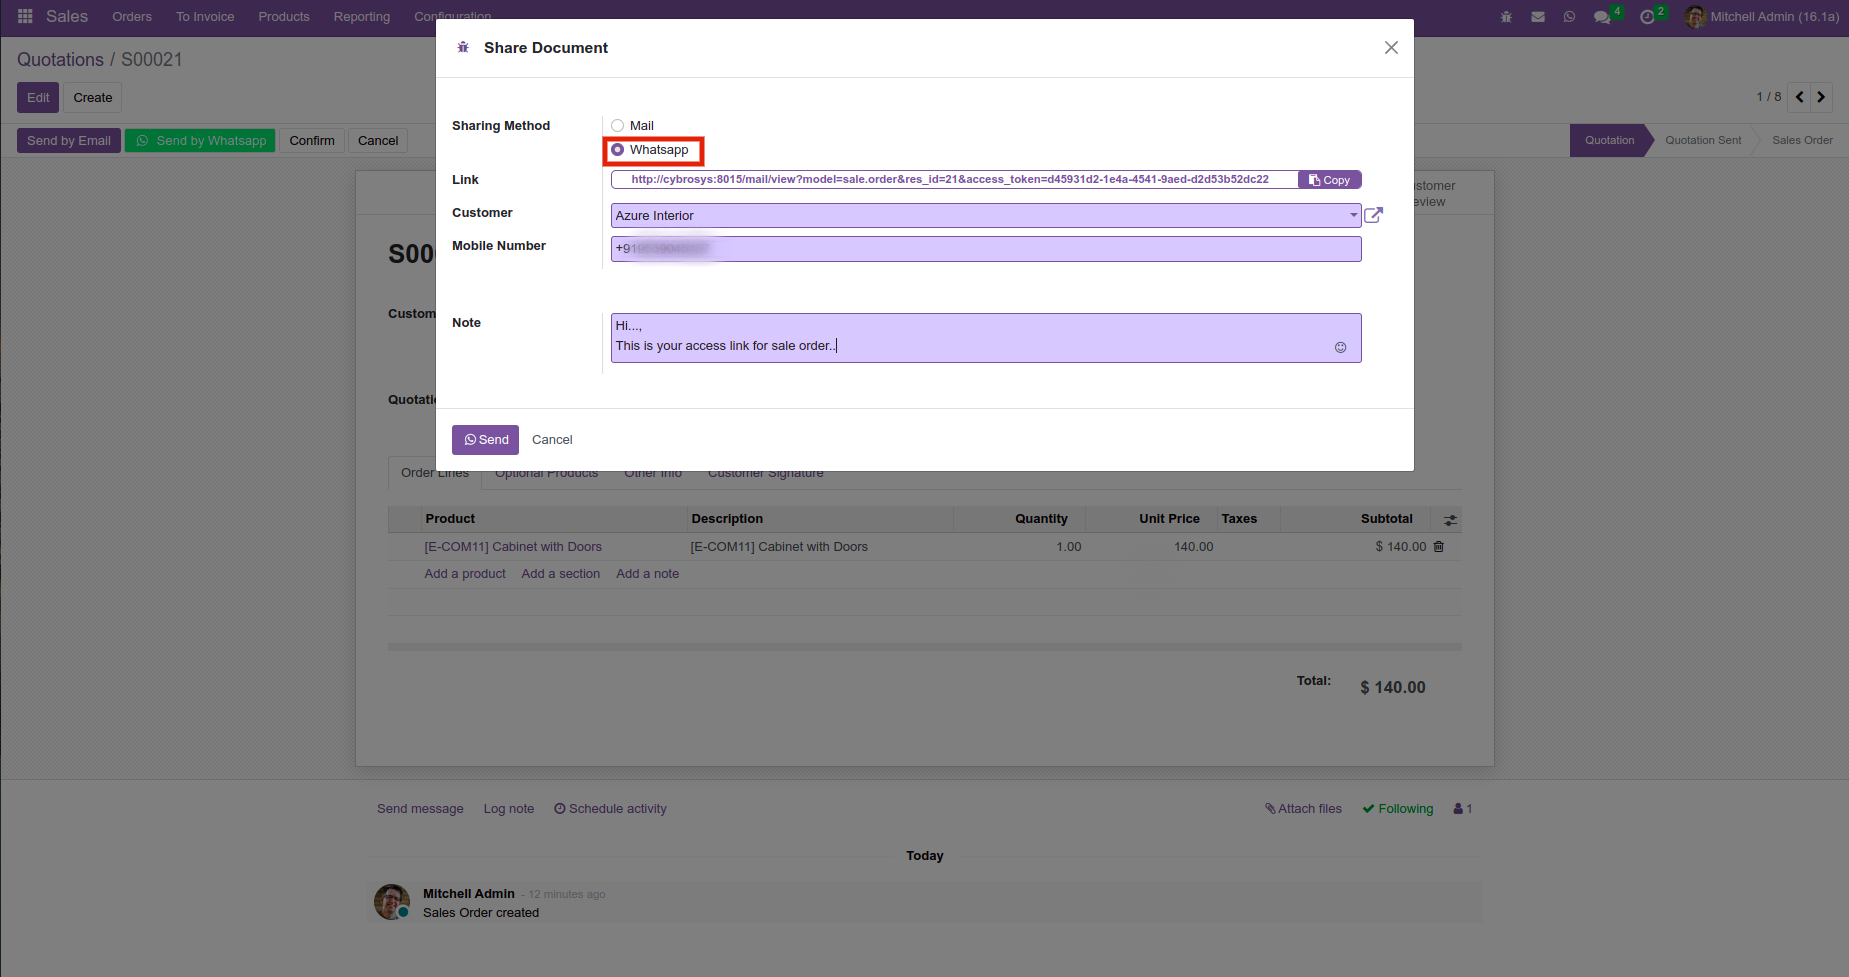 Sales Orders To Invoice Products Reporting Configuration 4 2 Mitchell Admin (16.1a)
Share Document
Quotations / S00021
Edit Create
1 / 8
Sharing Method Mail
Send by Email Send by Whatsapp Confirm Cancel
Quotation Quotation Sent Sales Order
Whatsapp
Link http://cybrosys:8015/mail/view?model=sale.order&res_id=21&access_token=d45931d2-1e4a-4541-9aed-d2d53b52dc22 Copy
Customer Azure Interior
Mobile Number +91
S00
Note Hi...,
This is your access link for sale order..
Send Cancel
Order Lines Optional Products Other Info Customer Signature
Product Description Quantity Unit Price Taxes Subtotal
[E-COM11] Cabinet with Doors [E-COM11] Cabinet with Doors 1.00 140.00 $ 140.00
Add a product Add a section Add a note
Total: $ 140.00
Send message Log note Schedule activity Attach files Following 1
Today
Mitchell Admin - 12 minutes ago
Sales Order created